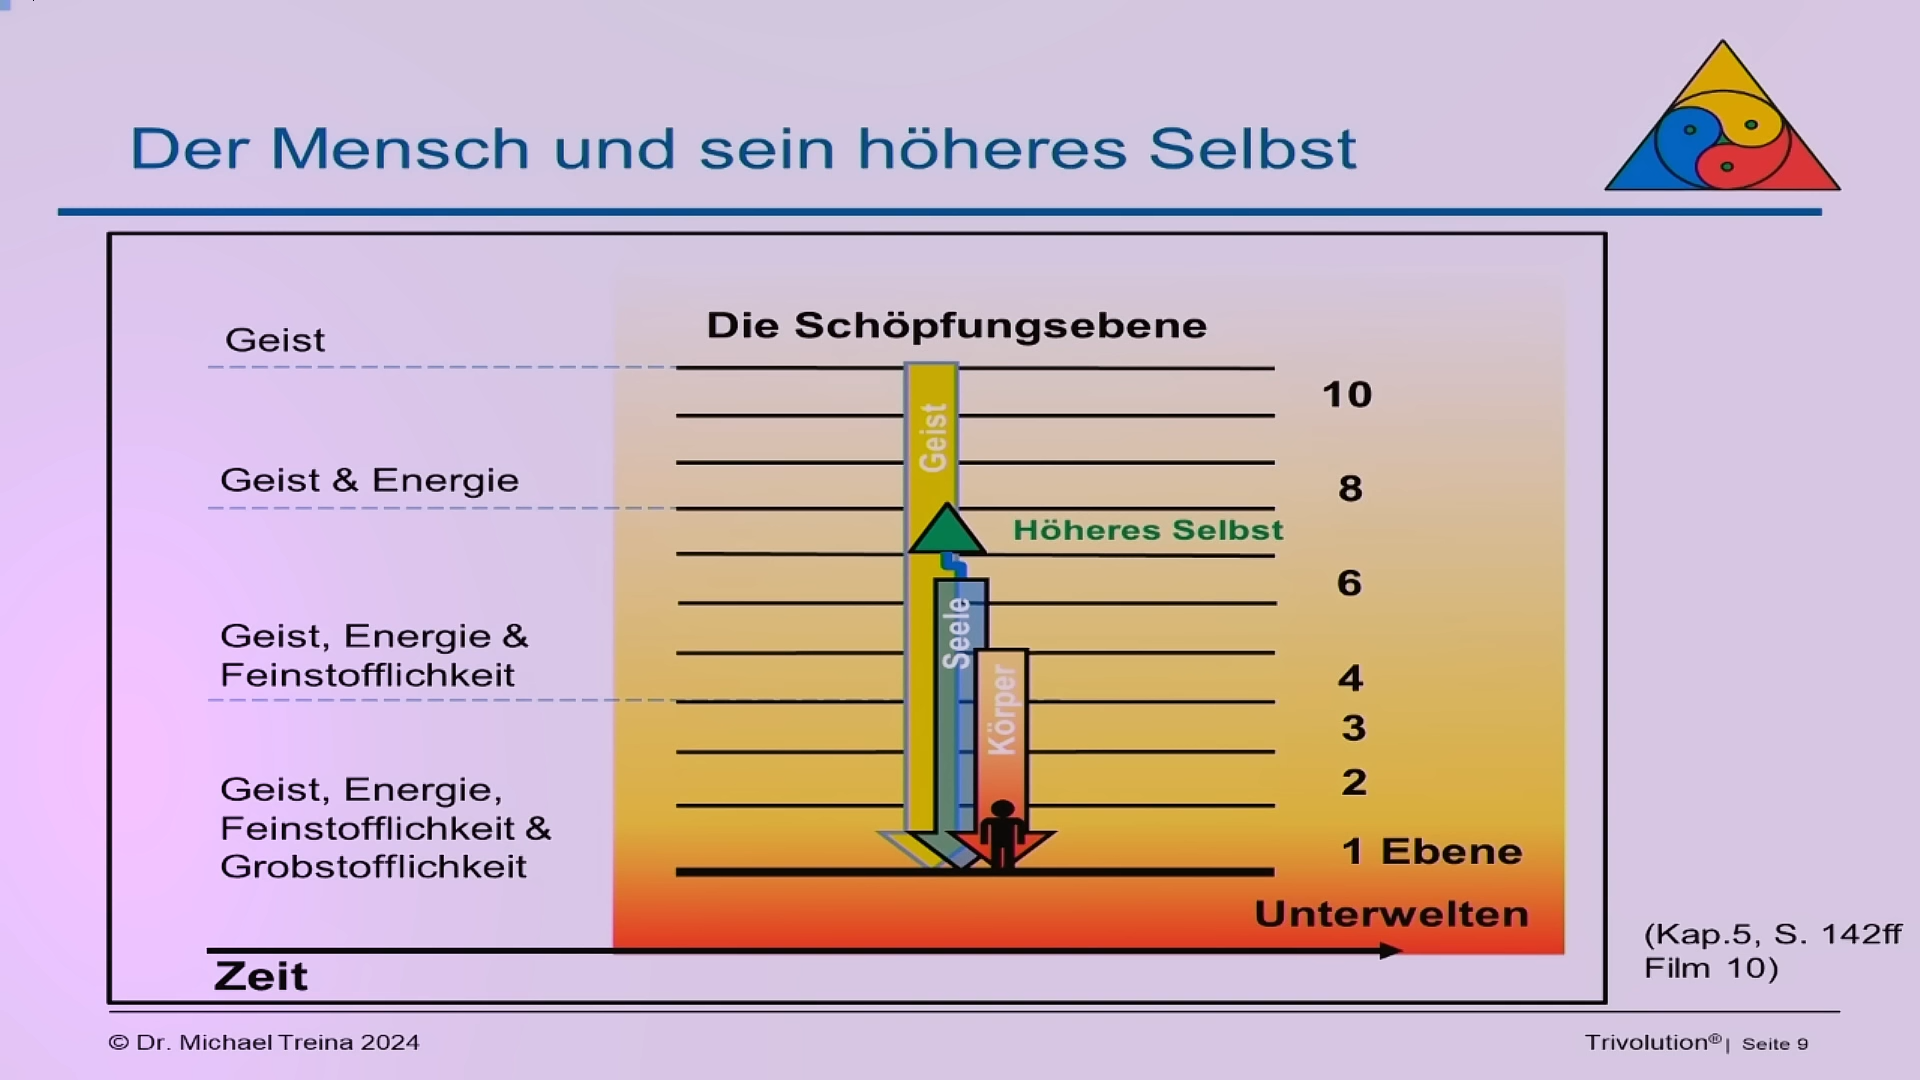 Der Mensch und sein höheres Selbst
Die Schöpfungsebene
Geist
10
Geist
Geist & Energie
8
Höheres Selbst
6
Seele
Geist, Energie &
Feinstofflichkeit
4
Körper
3
2
Geist, Energie,
Feinstofflichkeit &
Grobstofflichkeit
1 Ebene
Unterwelten
Zeit
(Kap.5, S. 142ff
Film 10)
© Dr. Michael Treina 2024
Trivolution®| Seite 9